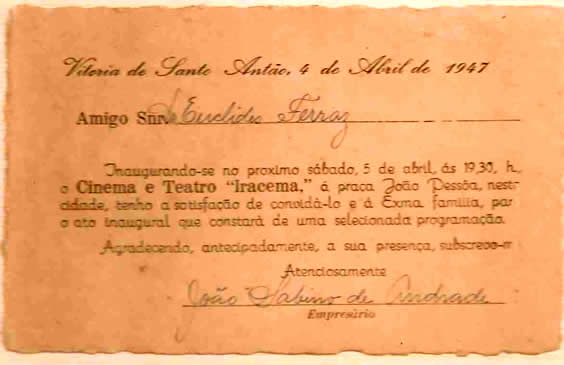 Vitoria de Santo Antão, 4 de Abril de 1947
Amigo Snr. Euclides Ferraz
Inaugurando-se no proximo sábado, 5 de abril, ás 19,30, h,
o Cinema e Teatro “Iracema,” á praça João Pessôa, nest
cidade, tenho a satisfação de convidá-lo e á Exma familia, par
o ato inaugural que constará de uma selecionada programação.
Agradecendo, antecipadamente, a sua presença, subscrevo-m
Atenciosamente
João Sabino de Andrade
Empresário